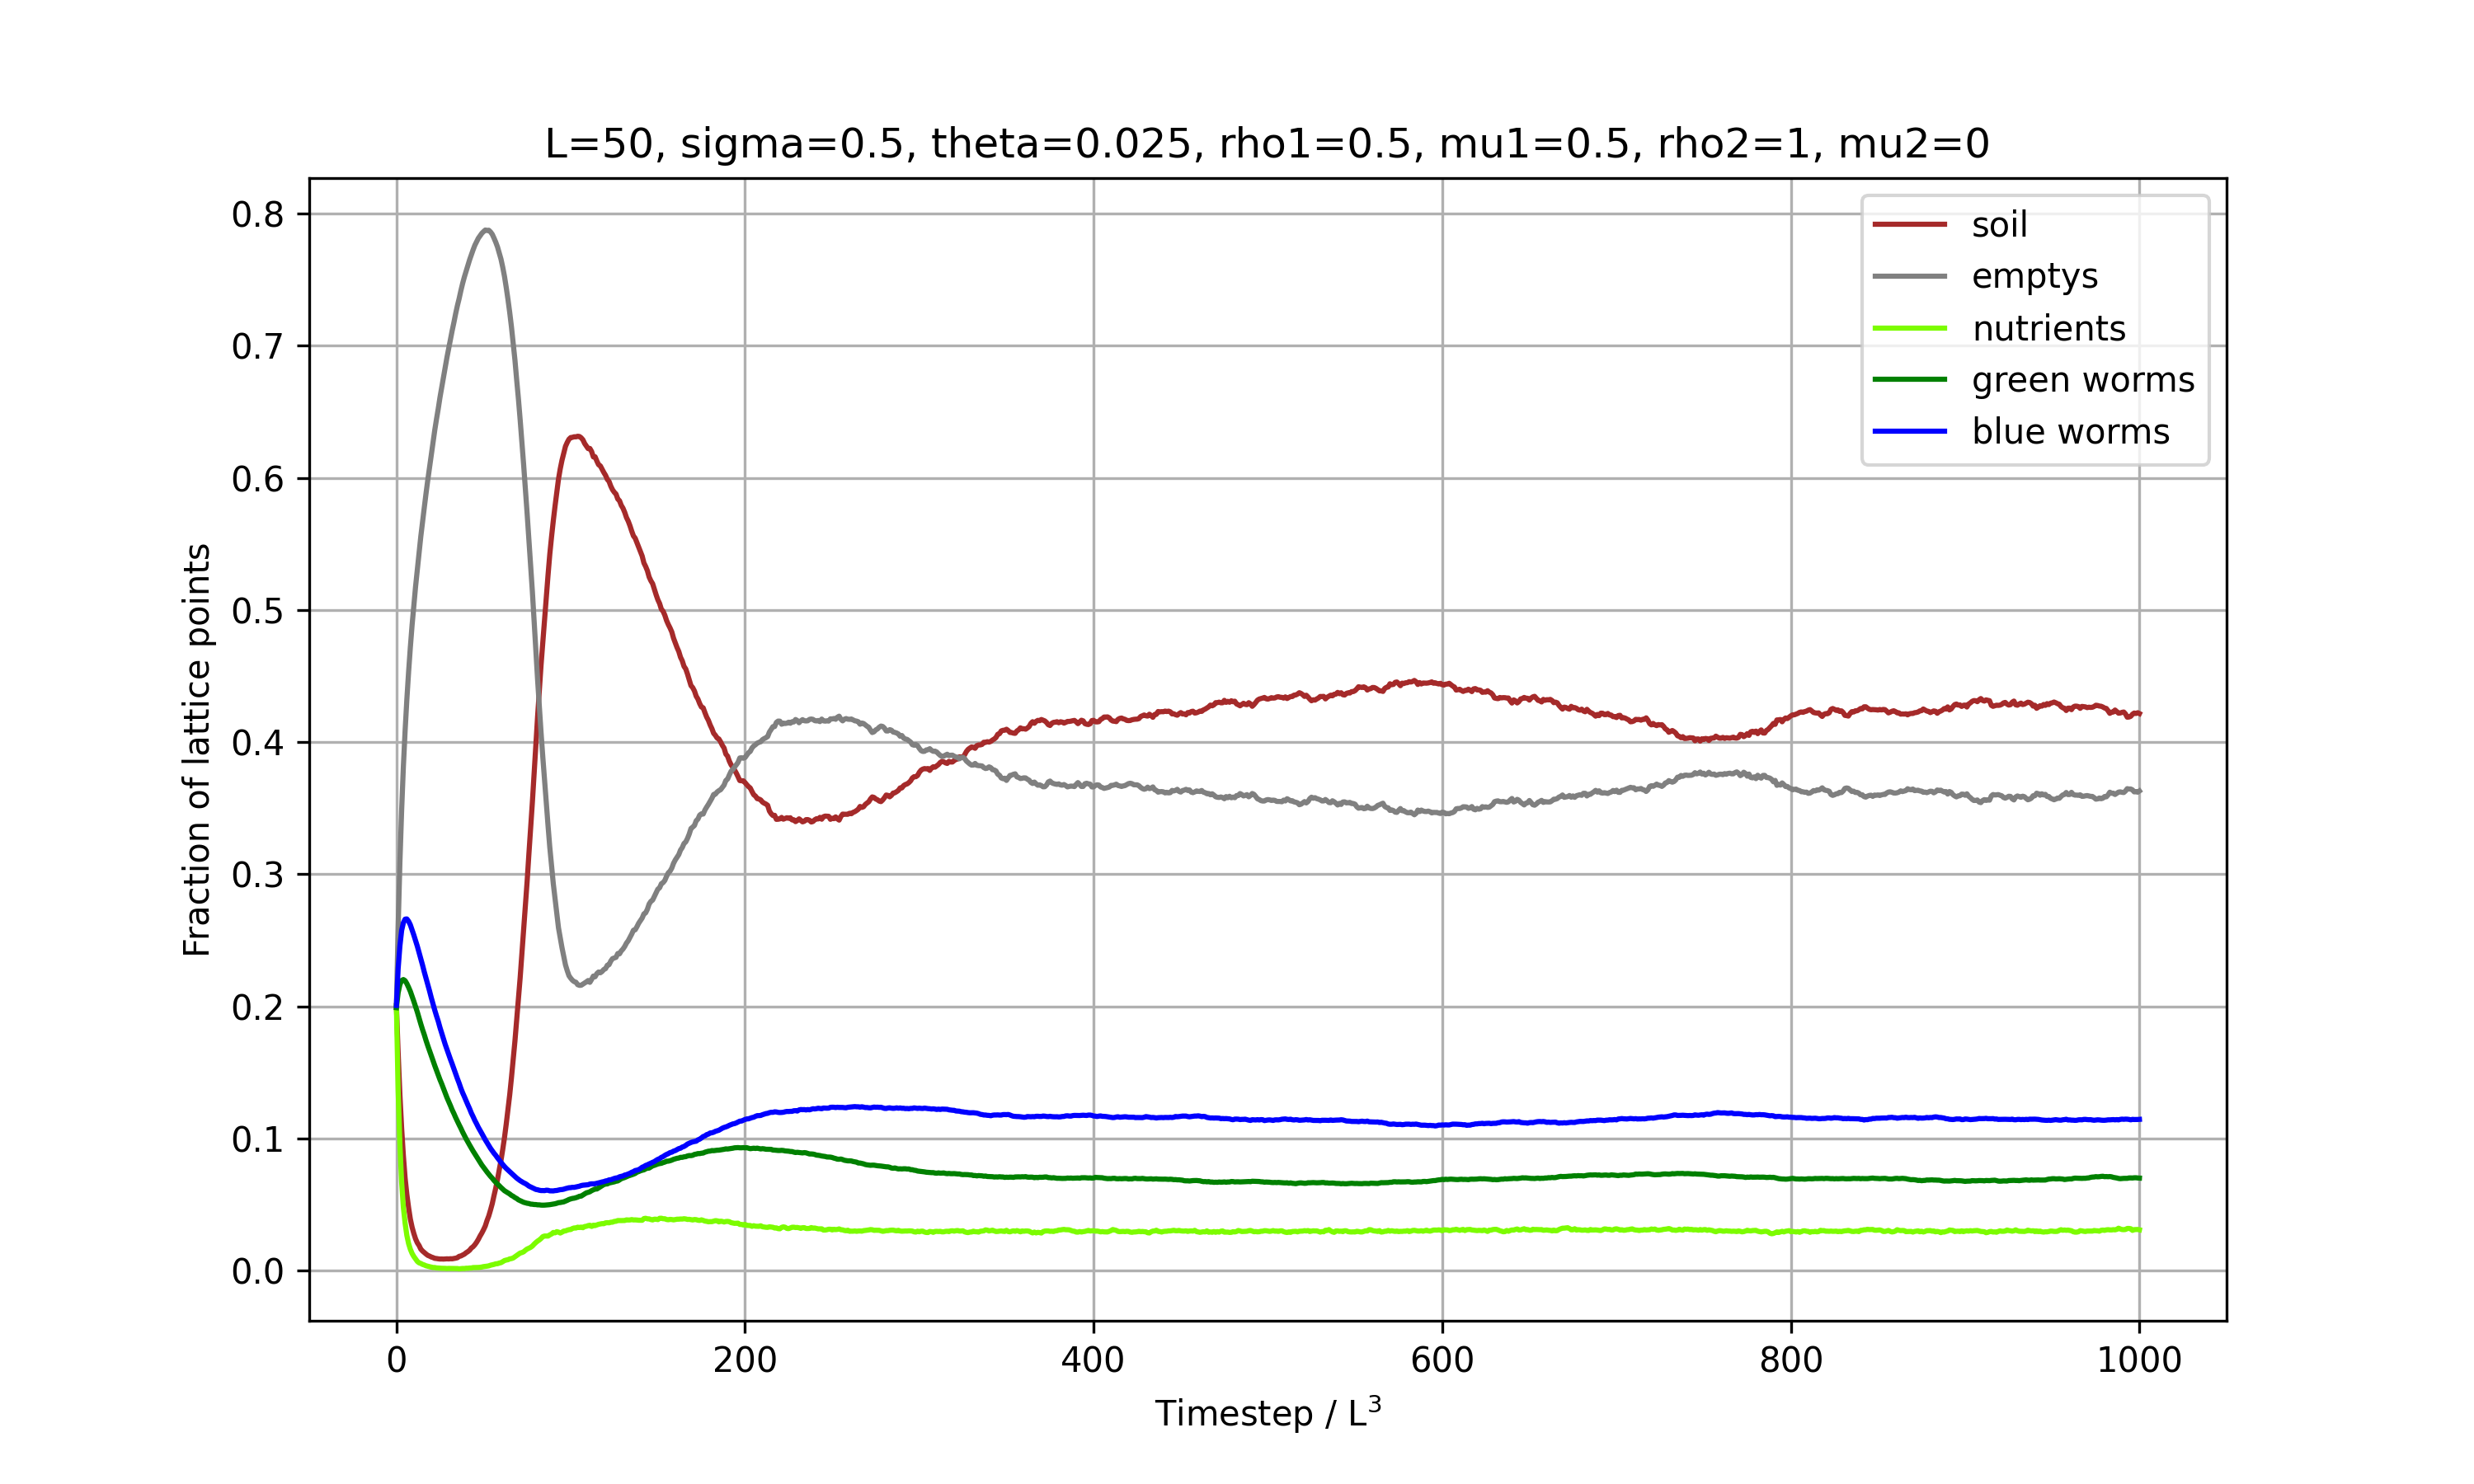 L=50, sigma=0.5, theta=0.025, rho1=0.5, mu1=0.5, rho2=1, mu2=0
soil
emptys
nutrients
green worms
blue worms
Fraction of lattice points
0.8
0.7
0.6
0.5
0.4
0.3
0.2
0.1
0.0
0 200 400 600 800 1000
Timestep / L³